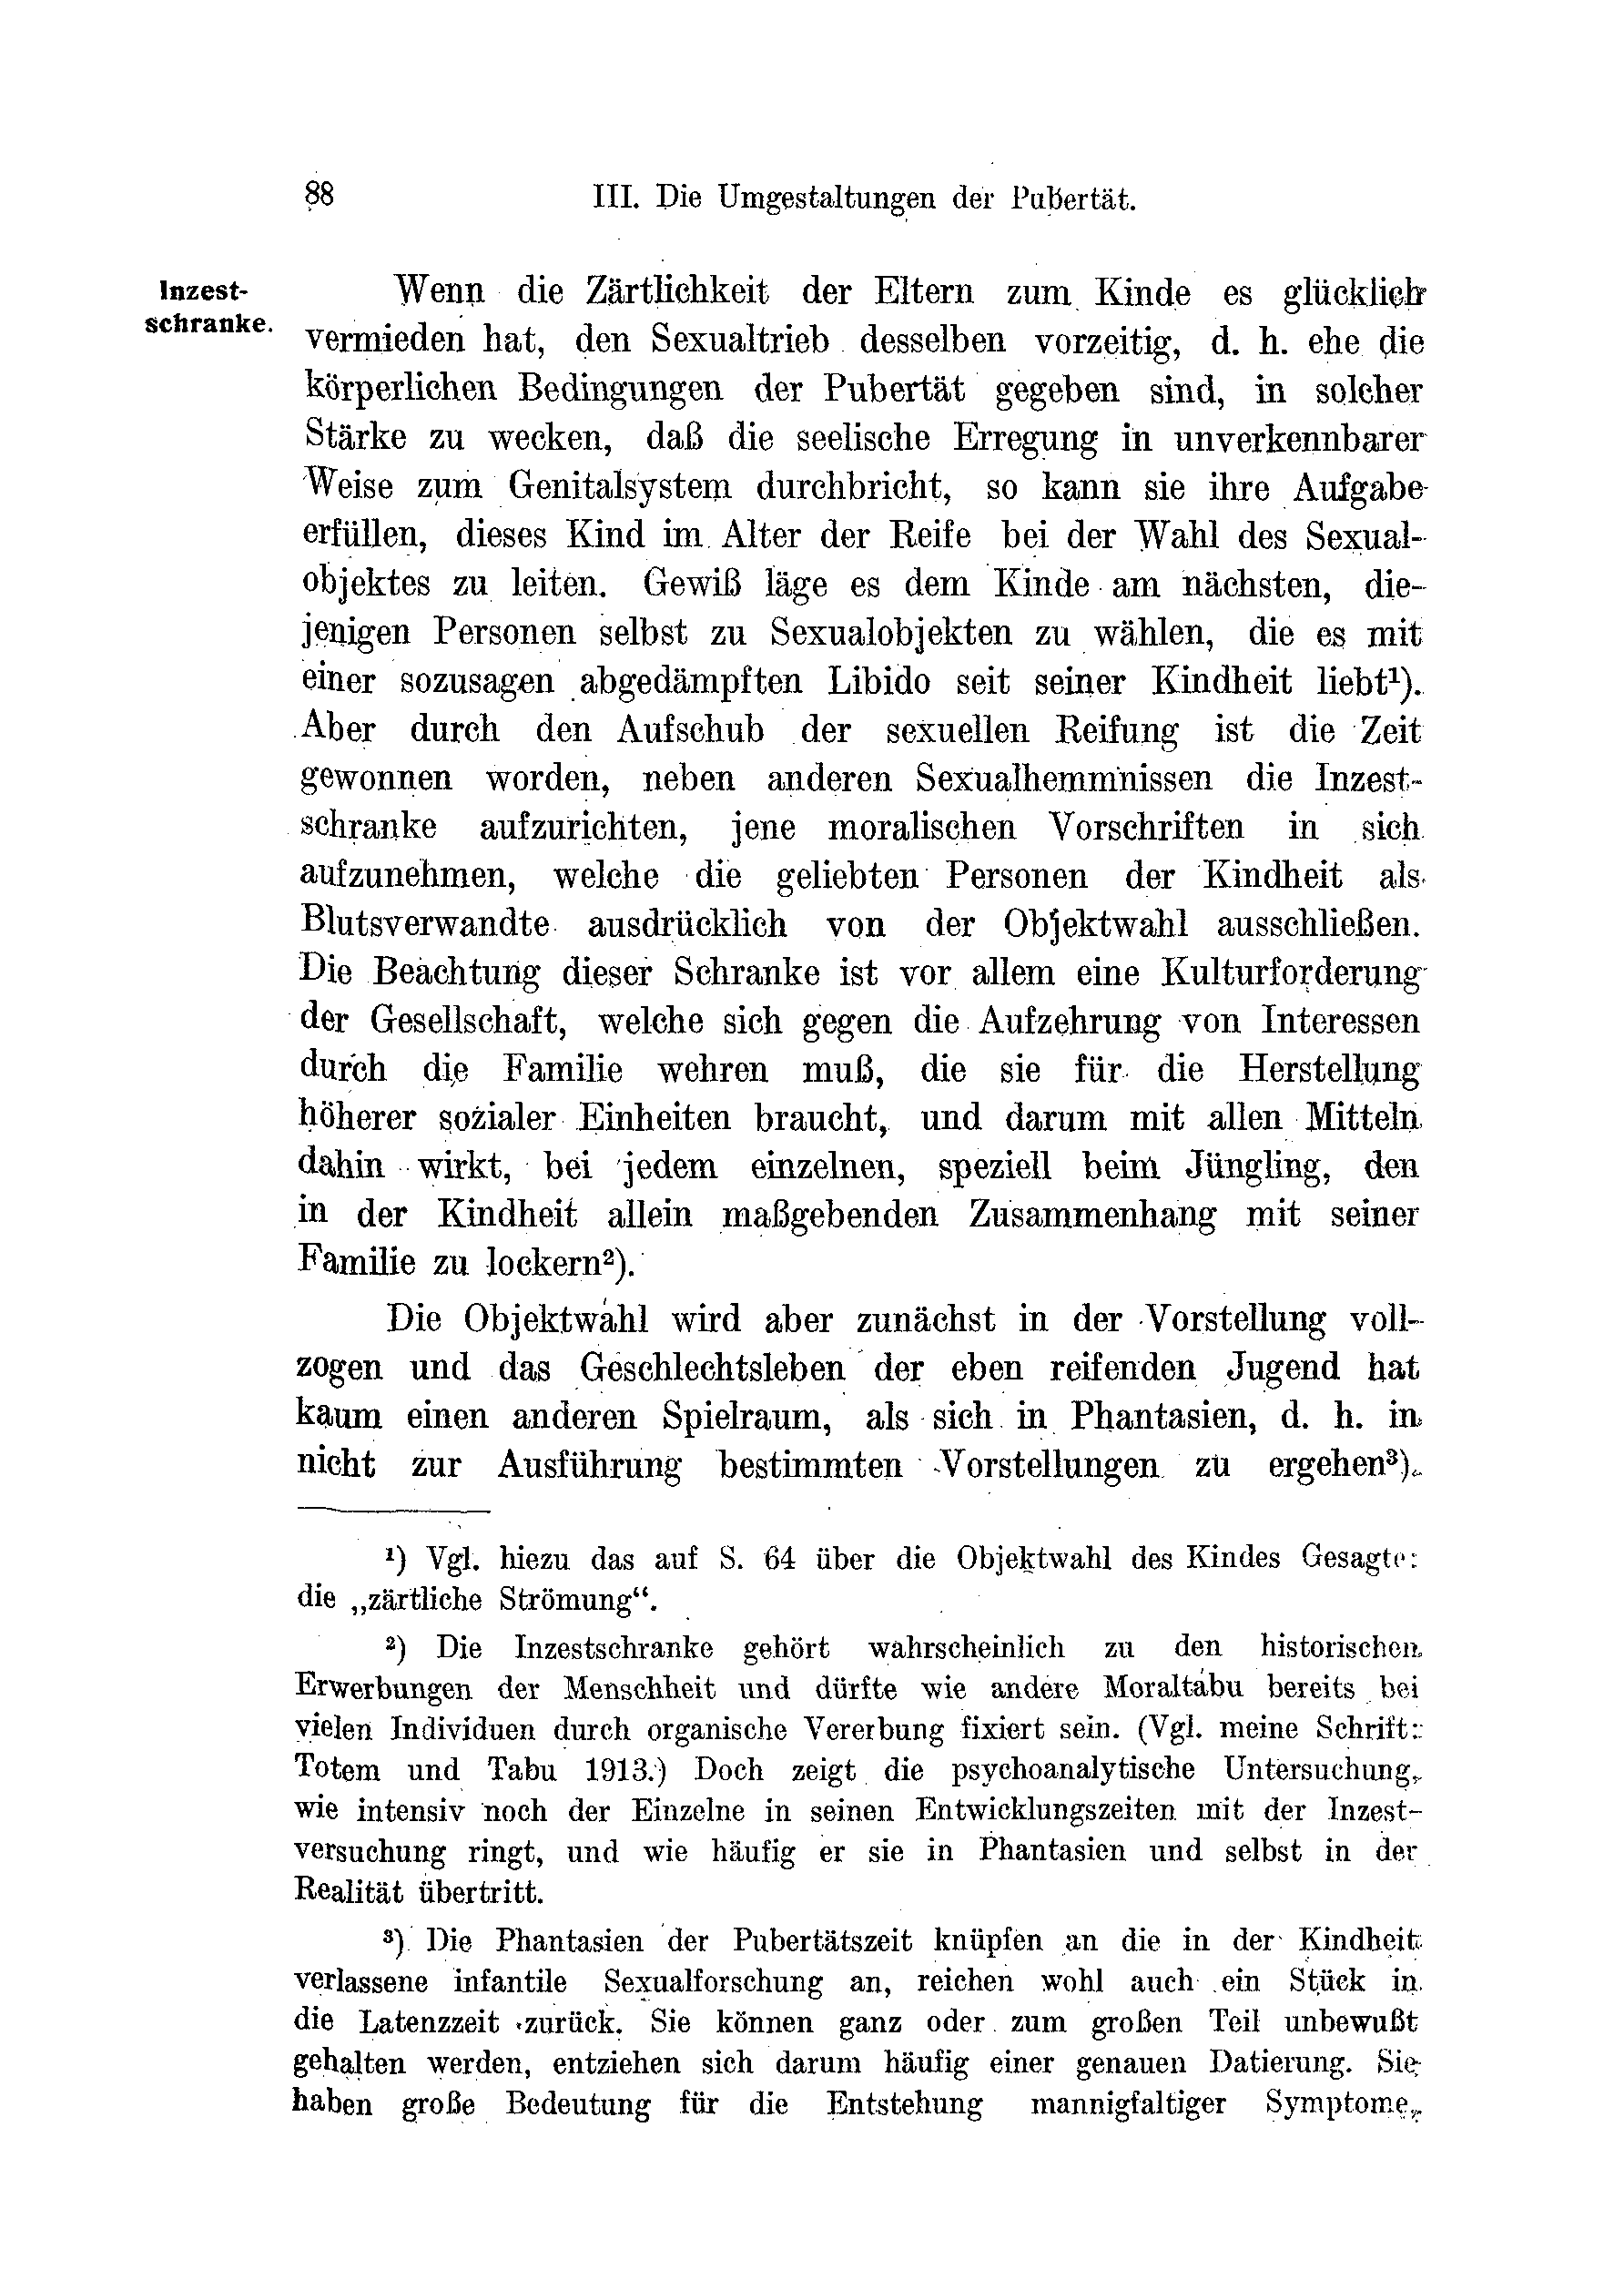 88
III. Die Umgestaltungen der Pubertät.
Inzest-
schranke.
Wenn die Zärtlichkeit der Eltern zum Kinde es glücklich
vermieden hat, den Sexualtrieb desselben vorzeitig, d. h. ehe die
körperlichen Bedingungen der Pubertät gegeben sind, in solcher
Stärke zu wecken, daß die seelische Erregung in unverkennbarer
Weise zum Genitalsystem durchbricht, so kann sie ihre Aufgabe
erfüllen, dieses Kind im Alter der Reife bei der Wahl des Sexual-
objektes zu leiten. Gewiß läge es dem Kinde am nächsten, die-
jenigen Personen selbst zu Sexualobjekten zu wählen, die es mit
einer sozusagen abgedämpften Libido seit seiner Kindheit liebt¹).
Aber durch den Aufschub der sexuellen Reifung ist die Zeit
gewonnen worden, neben anderen Sexualhemmnissen die Inzest-
schranke aufzurichten, jene moralischen Vorschriften in sich
aufzunehmen, welche die geliebten Personen der Kindheit als
Blutsverwandte ausdrücklich von der Objektwahl ausschließen.
Die Beachtung dieser Schranke ist vor allem eine Kulturforderung
der Gesellschaft, welche sich gegen die Aufzehrung von Interessen
durch die Familie wehren muß, die sie für die Herstellung
höherer sozialer Einheiten braucht, und darum mit allen Mitteln
dahin wirkt, bei jedem einzelnen, speziell beim Jüngling, den
in der Kindheit allein maßgebenden Zusammenhang mit seiner
Familie zu lockern²).
Die Objektwahl wird aber zunächst in der Vorstellung voll-
zogen und das Geschlechtsleben der eben reifenden Jugend hat
kaum einen anderen Spielraum, als sich in Phantasien, d. h. in
nicht zur Ausführung bestimmten Vorstellungen zu ergehen³).
¹) Vgl. hiezu das auf S. 64 über die Objektwahl des Kindes Gesagte:
die „zärtliche Strömung“.
²) Die Inzestschranke gehört wahrscheinlich zu den historischen
Erwerbungen der Menschheit und dürfte wie andere Moraltabu bereits bei
vielen Individuen durch organische Vererbung fixiert sein. (Vgl. meine Schrift:
Totem und Tabu 1913.) Doch zeigt die psychoanalytische Untersuchung,
wie intensiv noch der Einzelne in seinen Entwicklungszeiten mit der Inzest-
versuchung ringt, und wie häufig er sie in Phantasien und selbst in der
Realität übertritt.
³) Die Phantasien der Pubertätszeit knüpfen an die in der Kindheit
verlassene infantile Sexualforschung an, reichen wohl auch ein Stück in
die Latenzzeit zurück. Sie können ganz oder zum großen Teil unbewußt
gehalten werden, entziehen sich darum häufig einer genauen Datierung. Sie
haben große Bedeutung für die Entstehung mannigfaltiger Symptome,